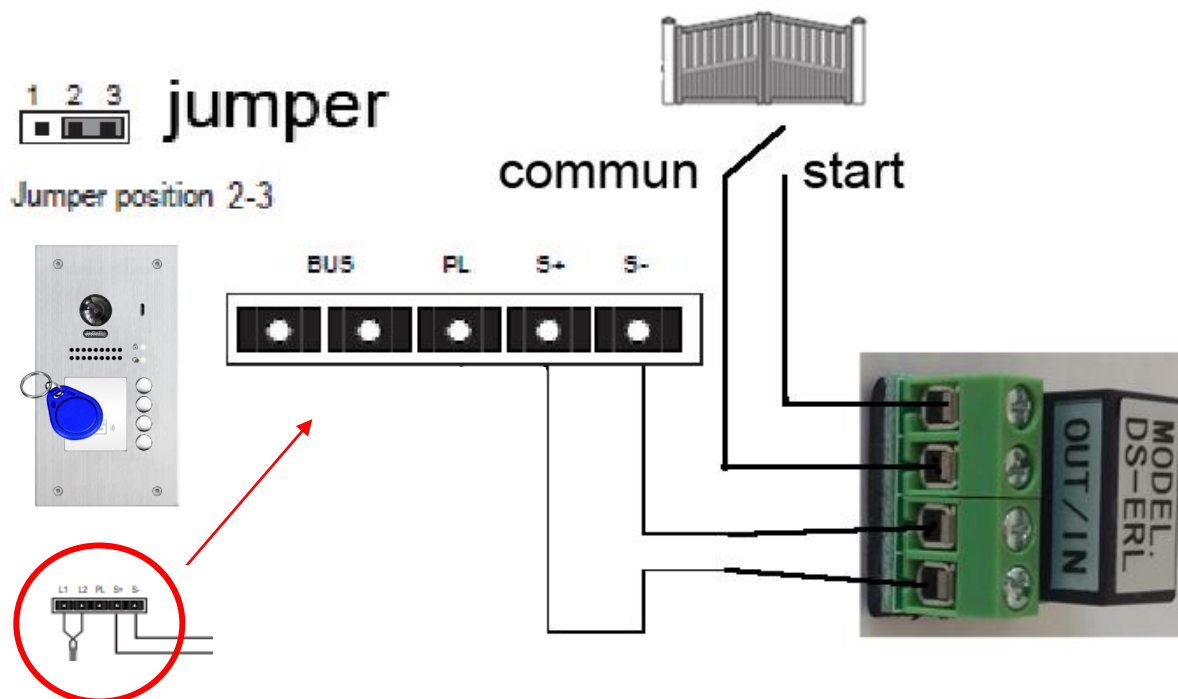 1 2 3
jumper
Jumper position 2-3
commun start
BUS PL S+ S-
MODEL.
DS-ERL
OUT/IN
L1 L2 PL S+ S-